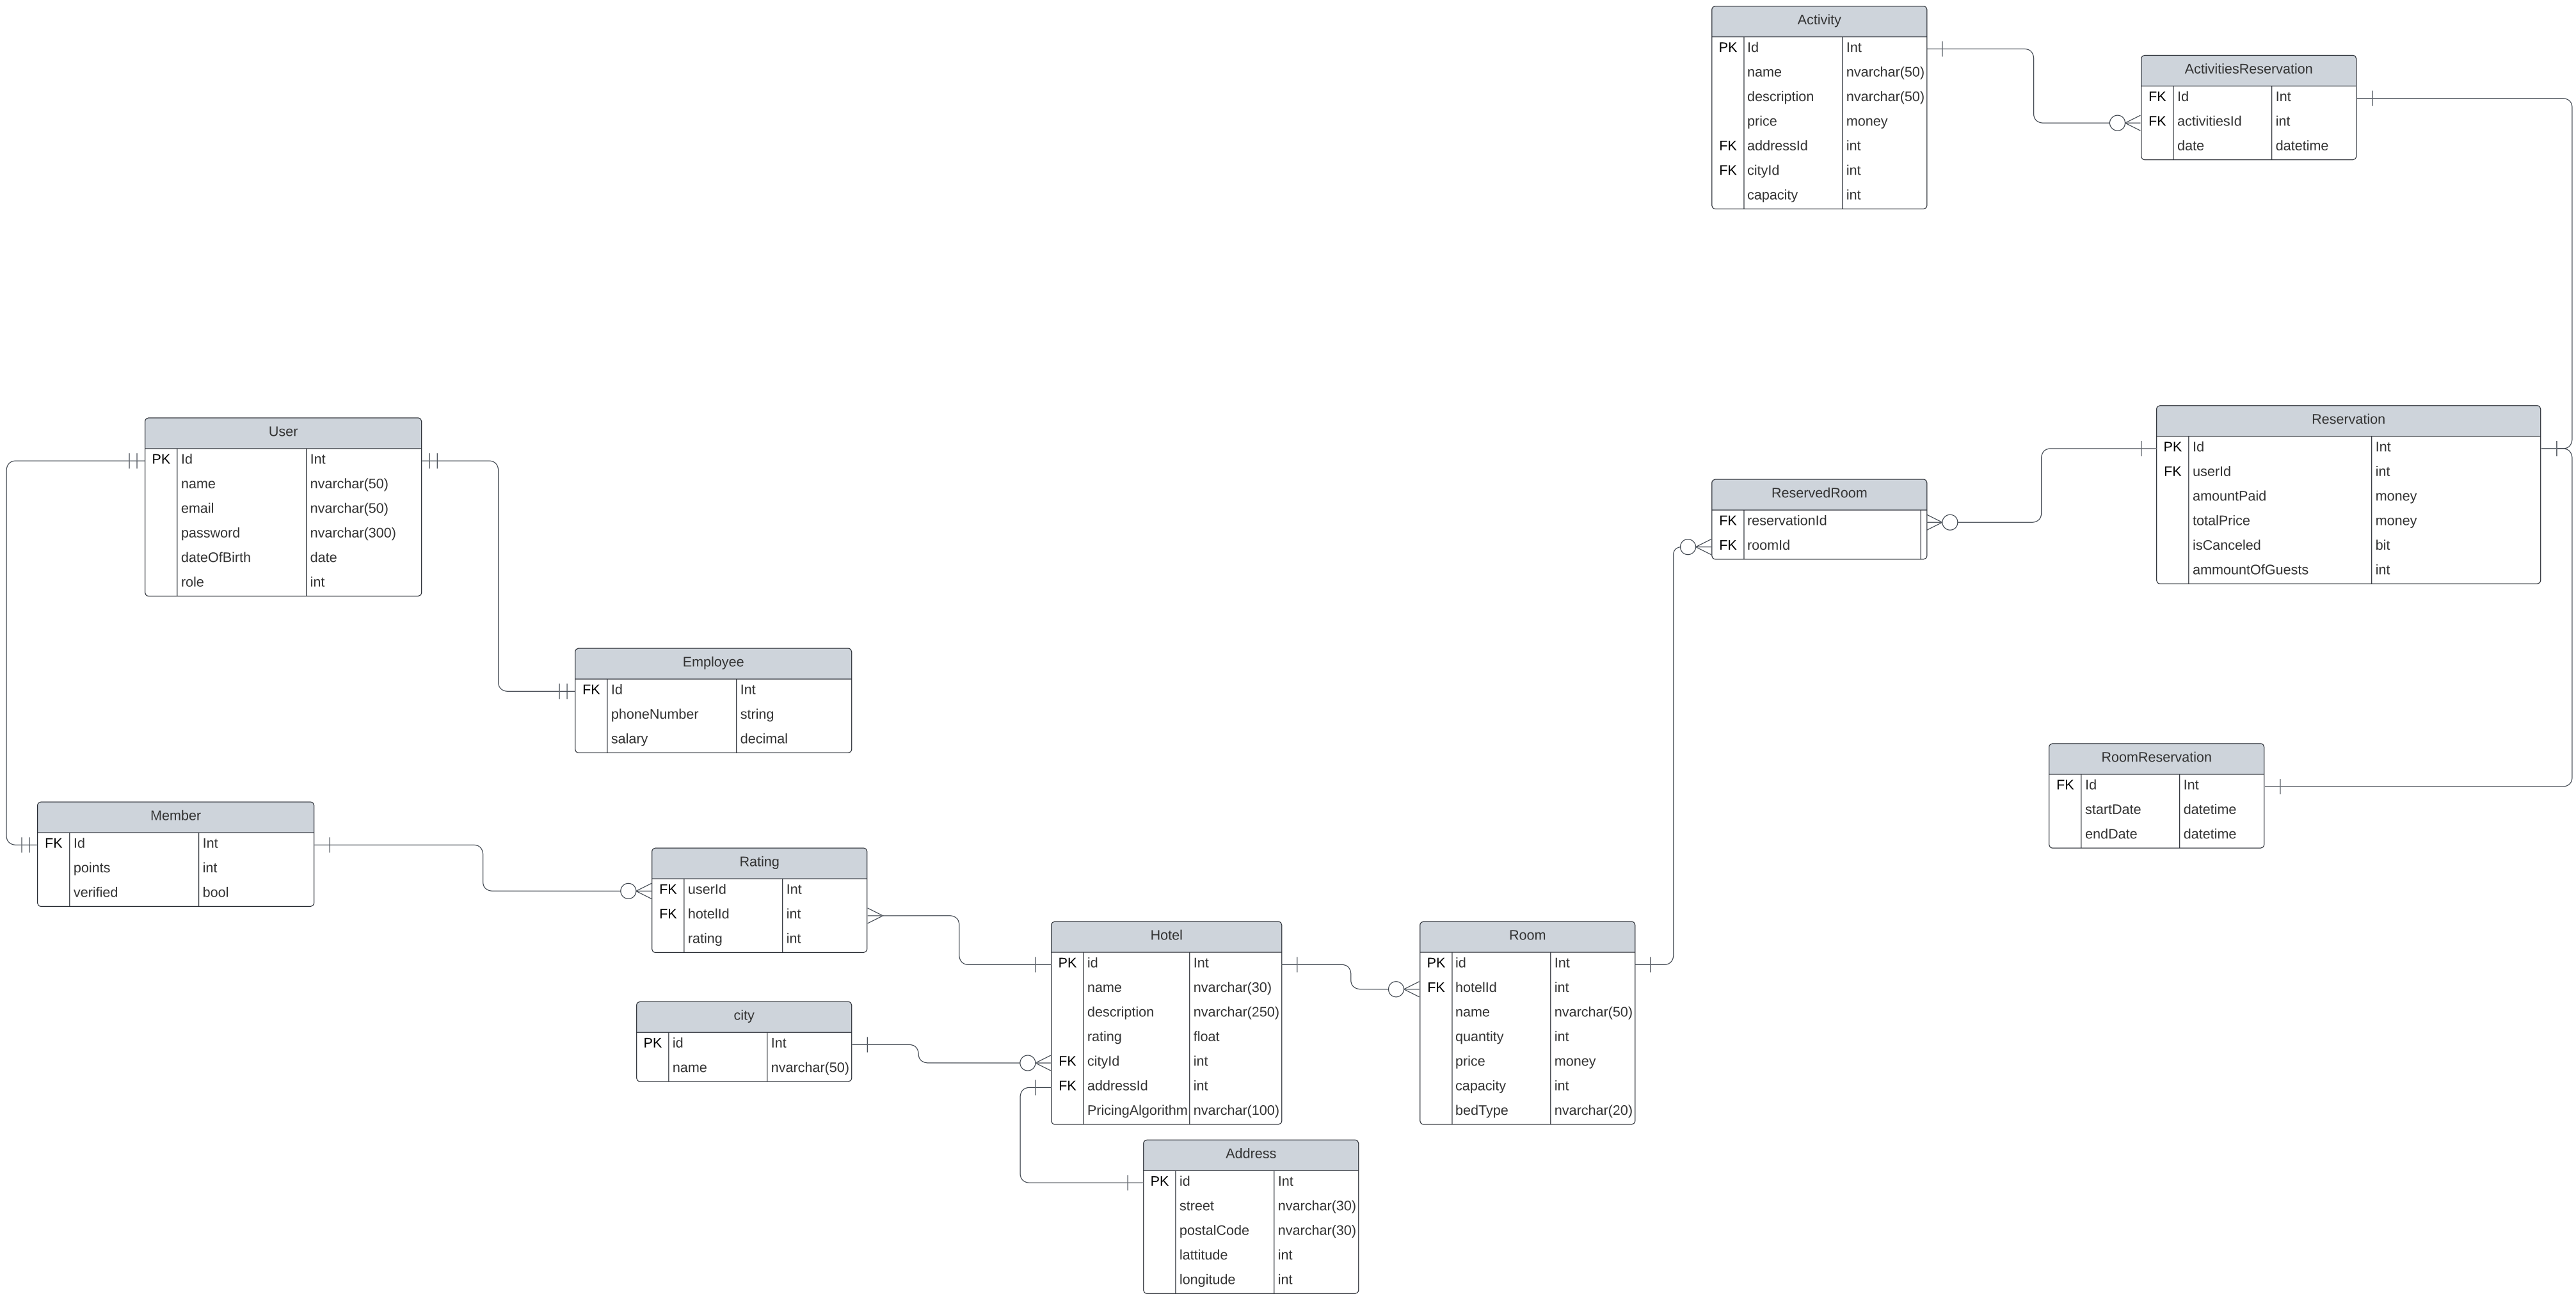 Activity
PK Id Int
name nvarchar(50)
description nvarchar(50)
price money
FK addressId int
FK cityId int
capacity int
ActivitiesReservation
FK Id Int
FK activitiesId int
date datetime
User
PK Id Int
name nvarchar(50)
email nvarchar(50)
password nvarchar(300)
dateOfBirth date
role int
Reservation
PK Id Int
FK userId int
amountPaid money
totalPrice money
isCanceled bit
ammountOfGuests int
ReservedRoom
FK reservationId
FK roomId
Employee
FK Id Int
phoneNumber string
salary decimal
RoomReservation
FK Id Int
startDate datetime
endDate datetime
Member
FK Id Int
points int
verified bool
Rating
FK userId Int
FK hotelId int
rating int
Hotel
PK id Int
name nvarchar(30)
description nvarchar(250)
rating float
FK cityId int
FK addressId int
PricingAlgorithm nvarchar(100)
Room
PK id Int
FK hotelId int
name nvarchar(50)
quantity int
price money
capacity int
bedType nvarchar(20)
city
PK id Int
name nvarchar(50)
Address
PK id Int
street nvarchar(30)
postalCode nvarchar(30)
lattitude int
longitude int